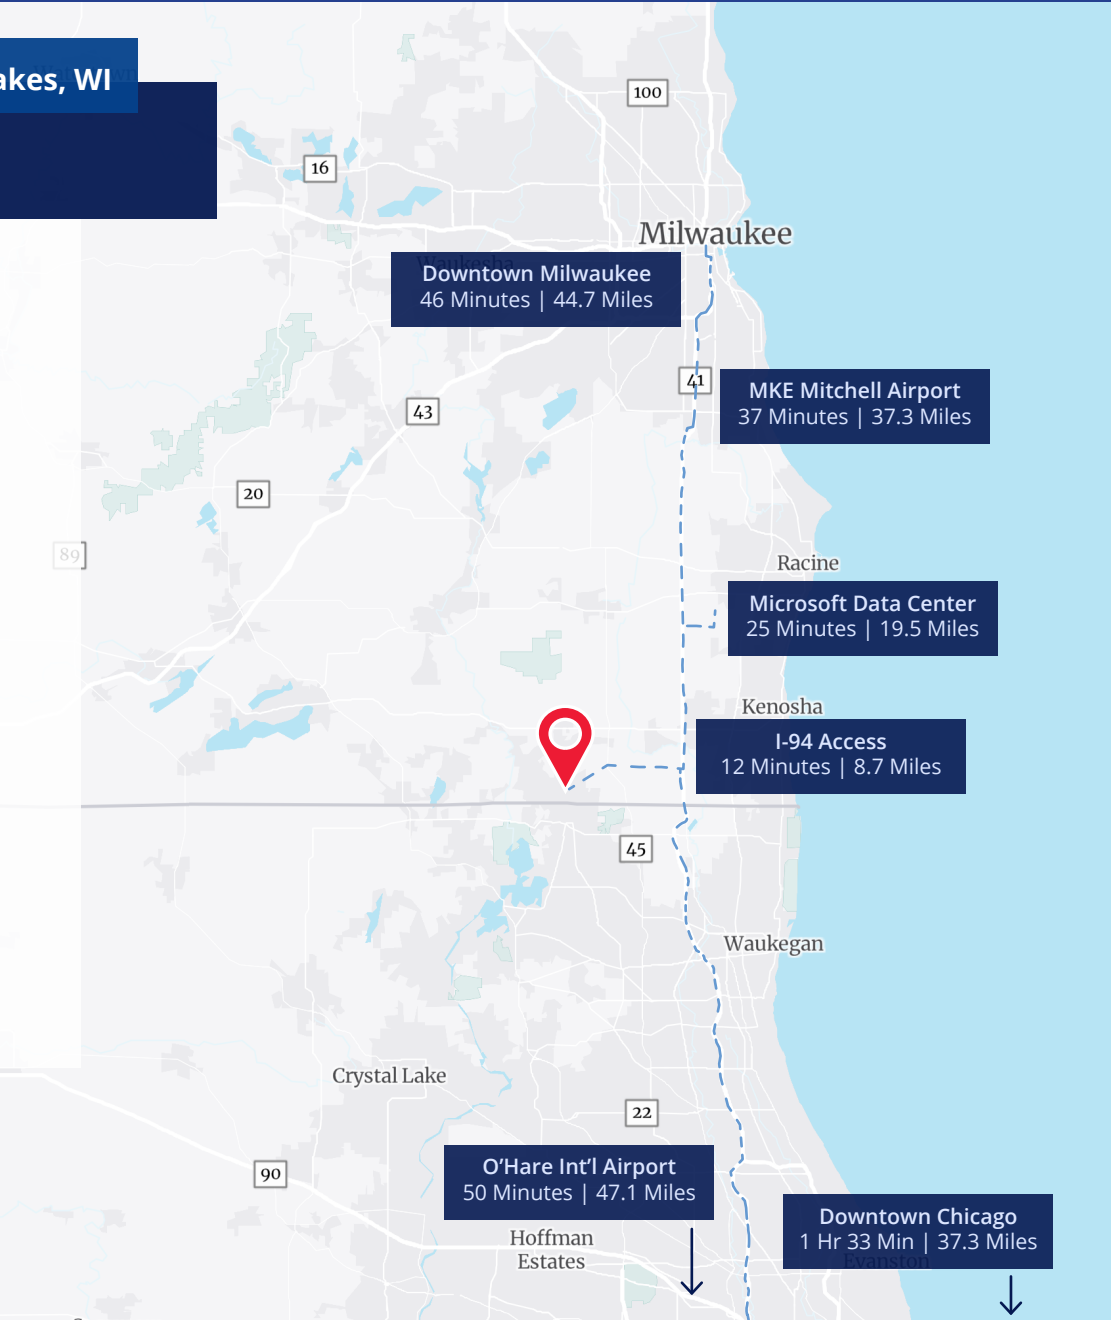 akes, WI
100
16
Milwaukee
Waukesha
Downtown Milwaukee
46 Minutes | 44.7 Miles
41
MKE Mitchell Airport
37 Minutes | 37.3 Miles
43
20
89
Racine
Microsoft Data Center
25 Minutes | 19.5 Miles
Kenosha
I-94 Access
12 Minutes | 8.7 Miles
45
Waukegan
Crystal Lake
22
90
O’Hare Int’l Airport
50 Minutes | 47.1 Miles
Downtown Chicago
1 Hr 33 Min | 37.3 Miles
Evanston
Hoffman
Estates